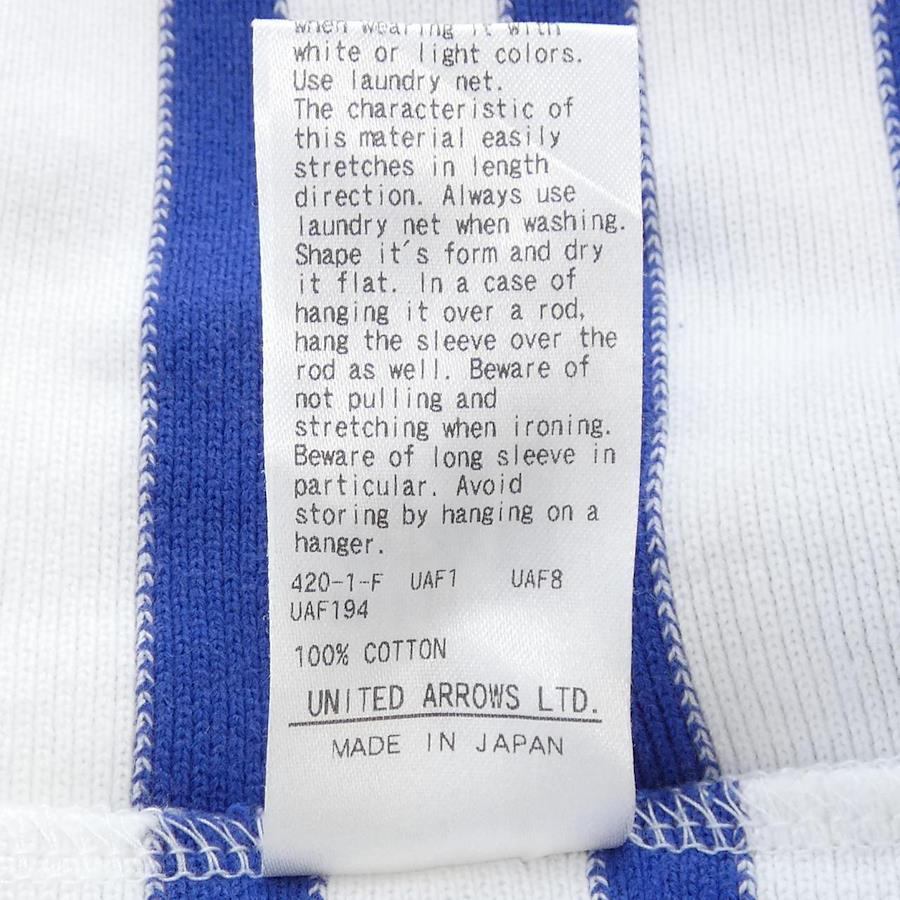 when wearing it with
white or light colors.
Use laundry net.
The characteristic of
this material easily
stretches in length
direction. Always use
laundry net when washing.
Shape it's form and dry
it flat. In a case of
hanging it over a rod,
hang the sleeve over the
rod as well. Beware of
not pulling and
stretching when ironing.
Beware of long sleeve in
particular. Avoid
storing by hanging on a
hanger.
420-1-F UAF1 UAF8
UAF194
100% COTTON
UNITED ARROWS LTD.
MADE IN JAPAN